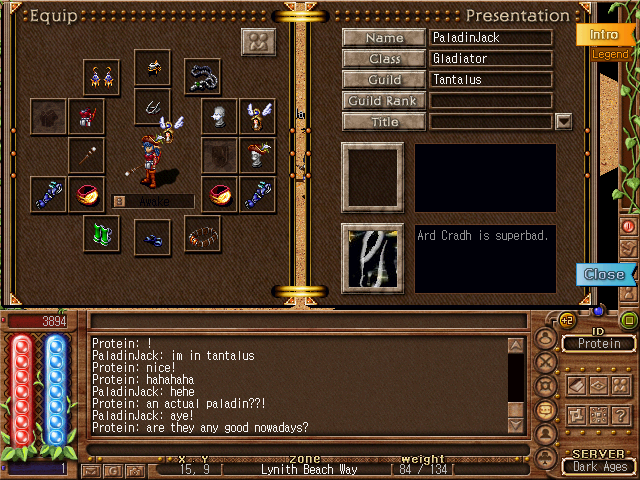 Equip
Presentation
Name PaladinJack
Class Gladiator
Guild Tantalus
Guild Rank
Title
Intro
Legend
Awake
Ard Cradh is superbad.
Close
3894
+2
ID
Protein
Protein: !
PaladinJack: im in tantalus
Protein: nice!
Protein: hahahaha
PaladinJack: hehe
Protein: an actual paladin??!
PaladinJack: aye!
Protein: are they any good nowadays?
1
x y zone weight
15, 9 Lynith Beach Way 84 / 134
SERVER
Dark Ages